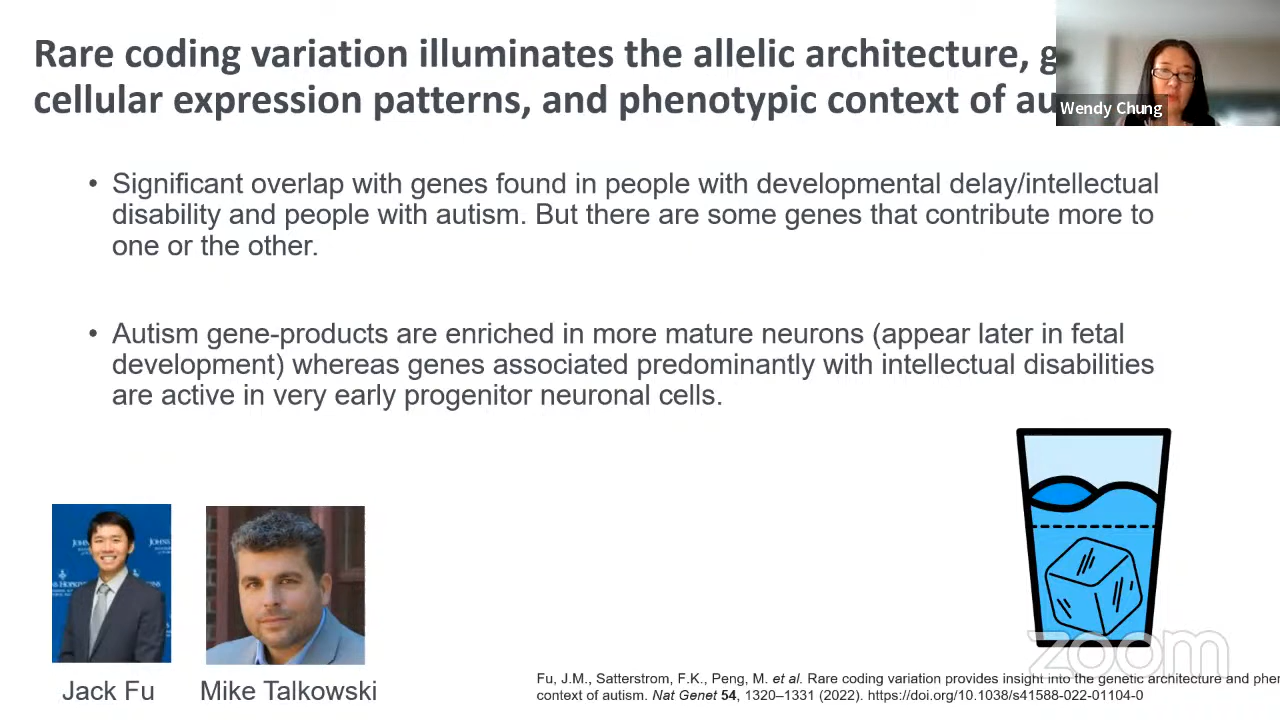 Rare coding variation illuminates the allelic architecture, g
cellular expression patterns, and phenotypic context of au
Wendy Chung
• Significant overlap with genes found in people with developmental delay/intellectual
disability and people with autism. But there are some genes that contribute more to
one or the other.
• Autism gene-products are enriched in more mature neurons (appear later in fetal
development) whereas genes associated predominantly with intellectual disabilities
are active in very early progenitor neuronal cells.
Jack Fu
Mike Talkowski
zoom
Fu, J.M., Satterstrom, F.K., Peng, M. et al. Rare coding variation provides insight into the genetic architecture and phen
context of autism. Nat Genet 54, 1320–1331 (2022). https://doi.org/10.1038/s41588-022-01104-0